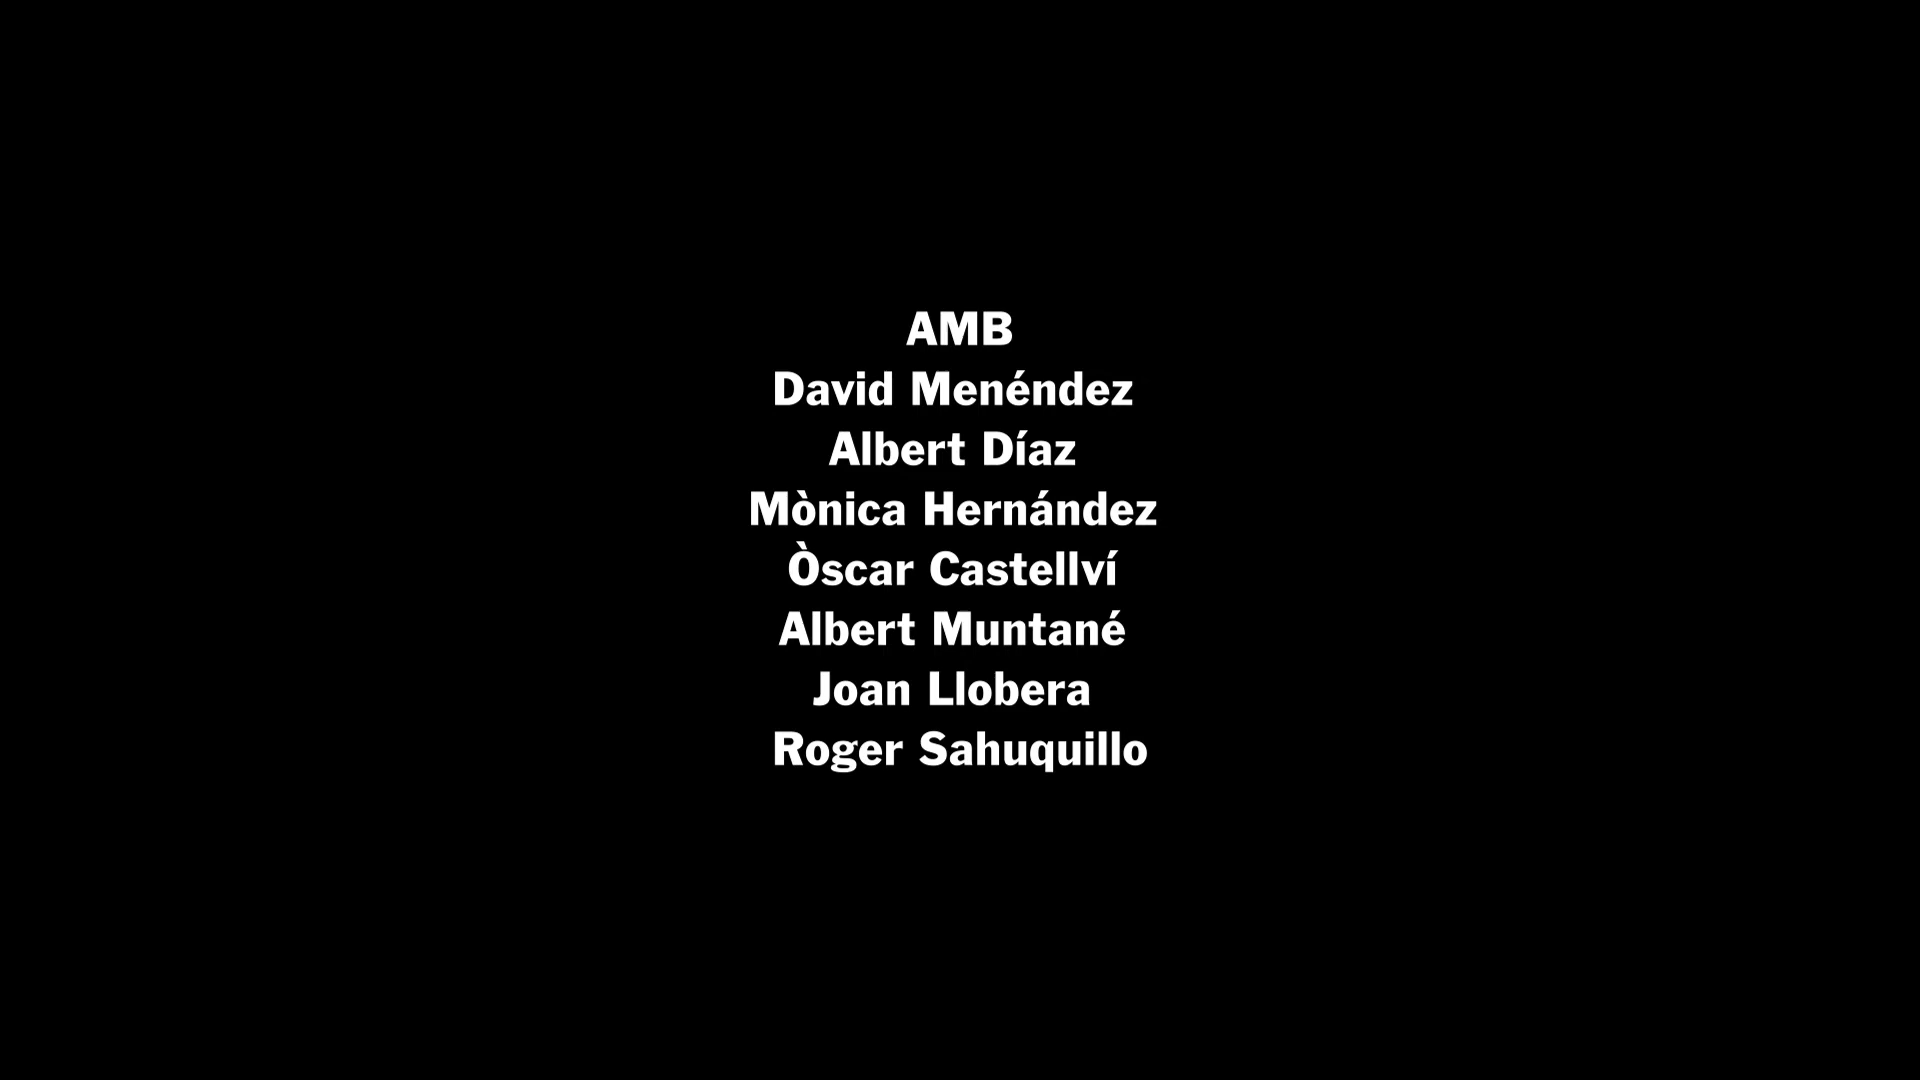 AMB
David Menéndez
Albert Díaz
Mònica Hernández
Òscar Castellví
Albert Muntané
Joan Llobera
Roger Sahuquillo